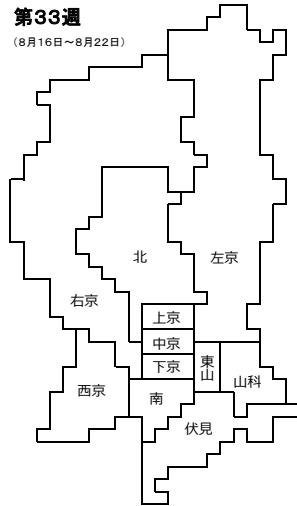 第33週
（8月16日～8月22日）
北
左京
右京
上京
中京
下京
東山
山科
西京
南
伏見